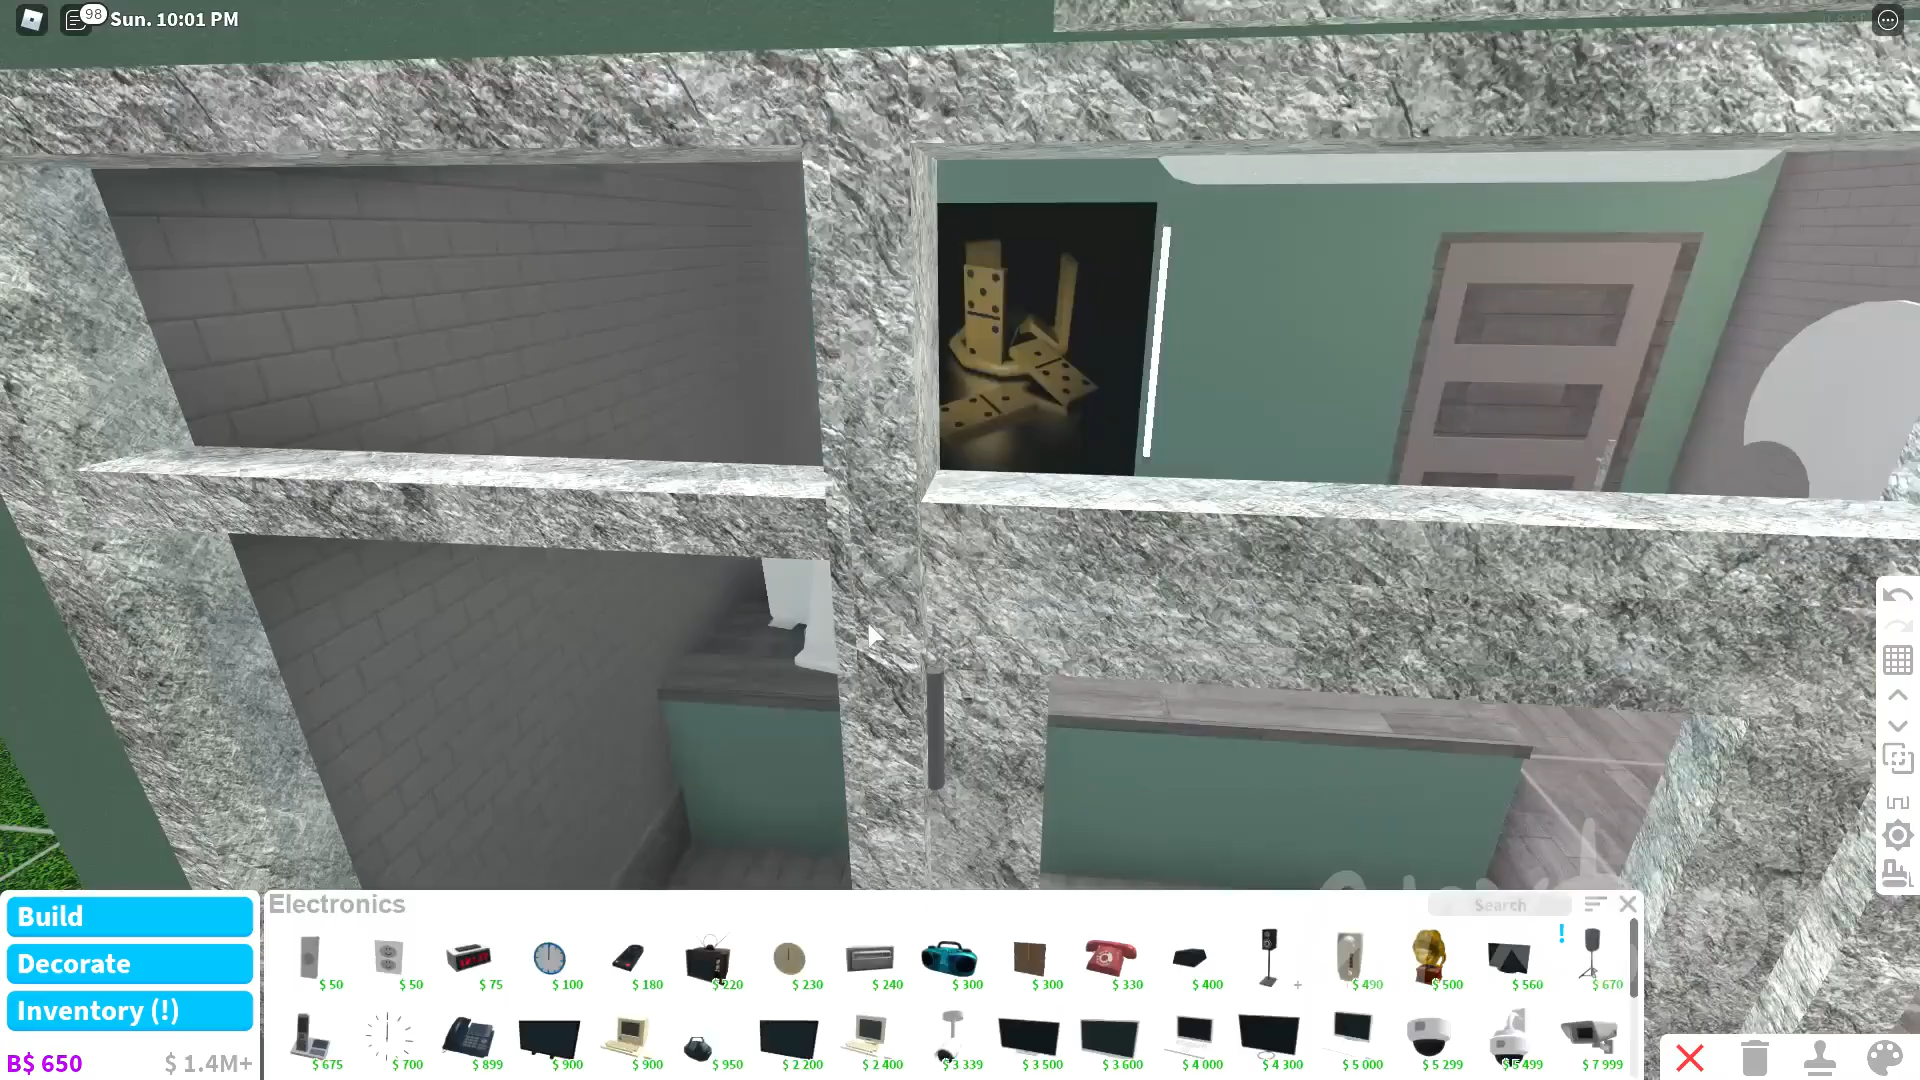 98 Sun. 10:01 PM
Build
Decorate
Inventory (!)
B$ 650
$ 1.4M+
Electronics
Search
$ 50 $ 50 $ 75 $ 100 $ 180 $ 220 $ 230 $ 240 $ 300 $ 300 $ 330 $ 400 + $ 490 $ 500 $ 560 ! $ 670
$ 675 $ 700 $ 899 $ 900 $ 900 $ 950 $ 2 200 $ 2 400 $ 3 339 $ 3 500 $ 3 600 $ 4 000 $ 4 300 $ 5 000 $ 5 299 $ 5 499 $ 7 999